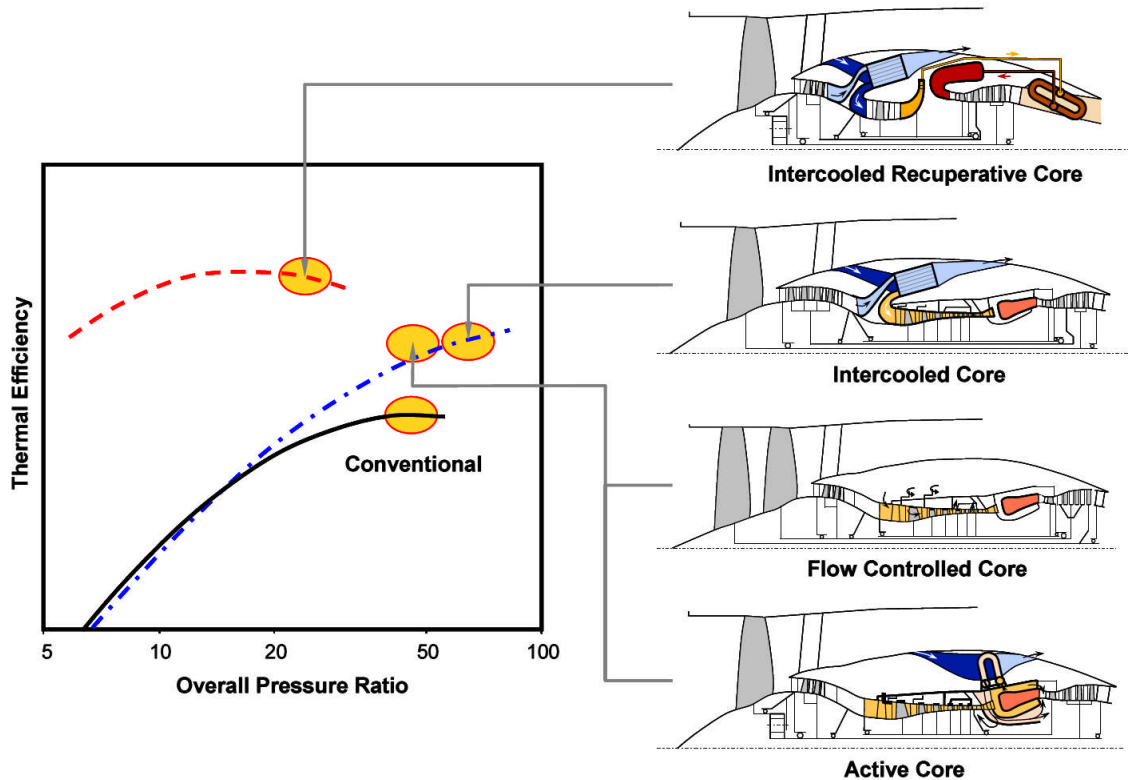 Intercooled Recuperative Core
Intercooled Core
Flow Controlled Core
Active Core
Thermal Efficiency
Conventional
5 10 20 50 100
Overall Pressure Ratio